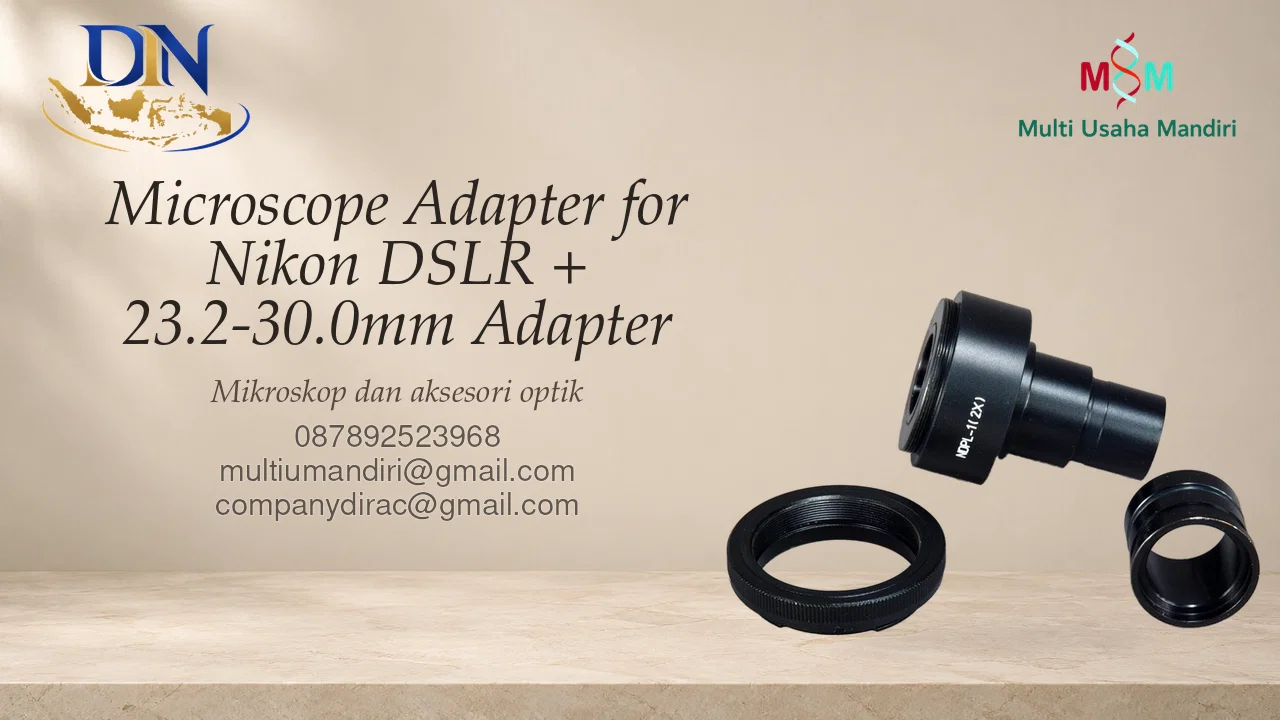 DN
M M
Multi Usaha Mandiri
Microscope Adapter for
Nikon DSLR +
23.2-30.0mm Adapter
Mikroskop dan aksesori optik
087892523968
multiumandiri@gmail.com
companydirac@gmail.com
NDPL-1(2X)